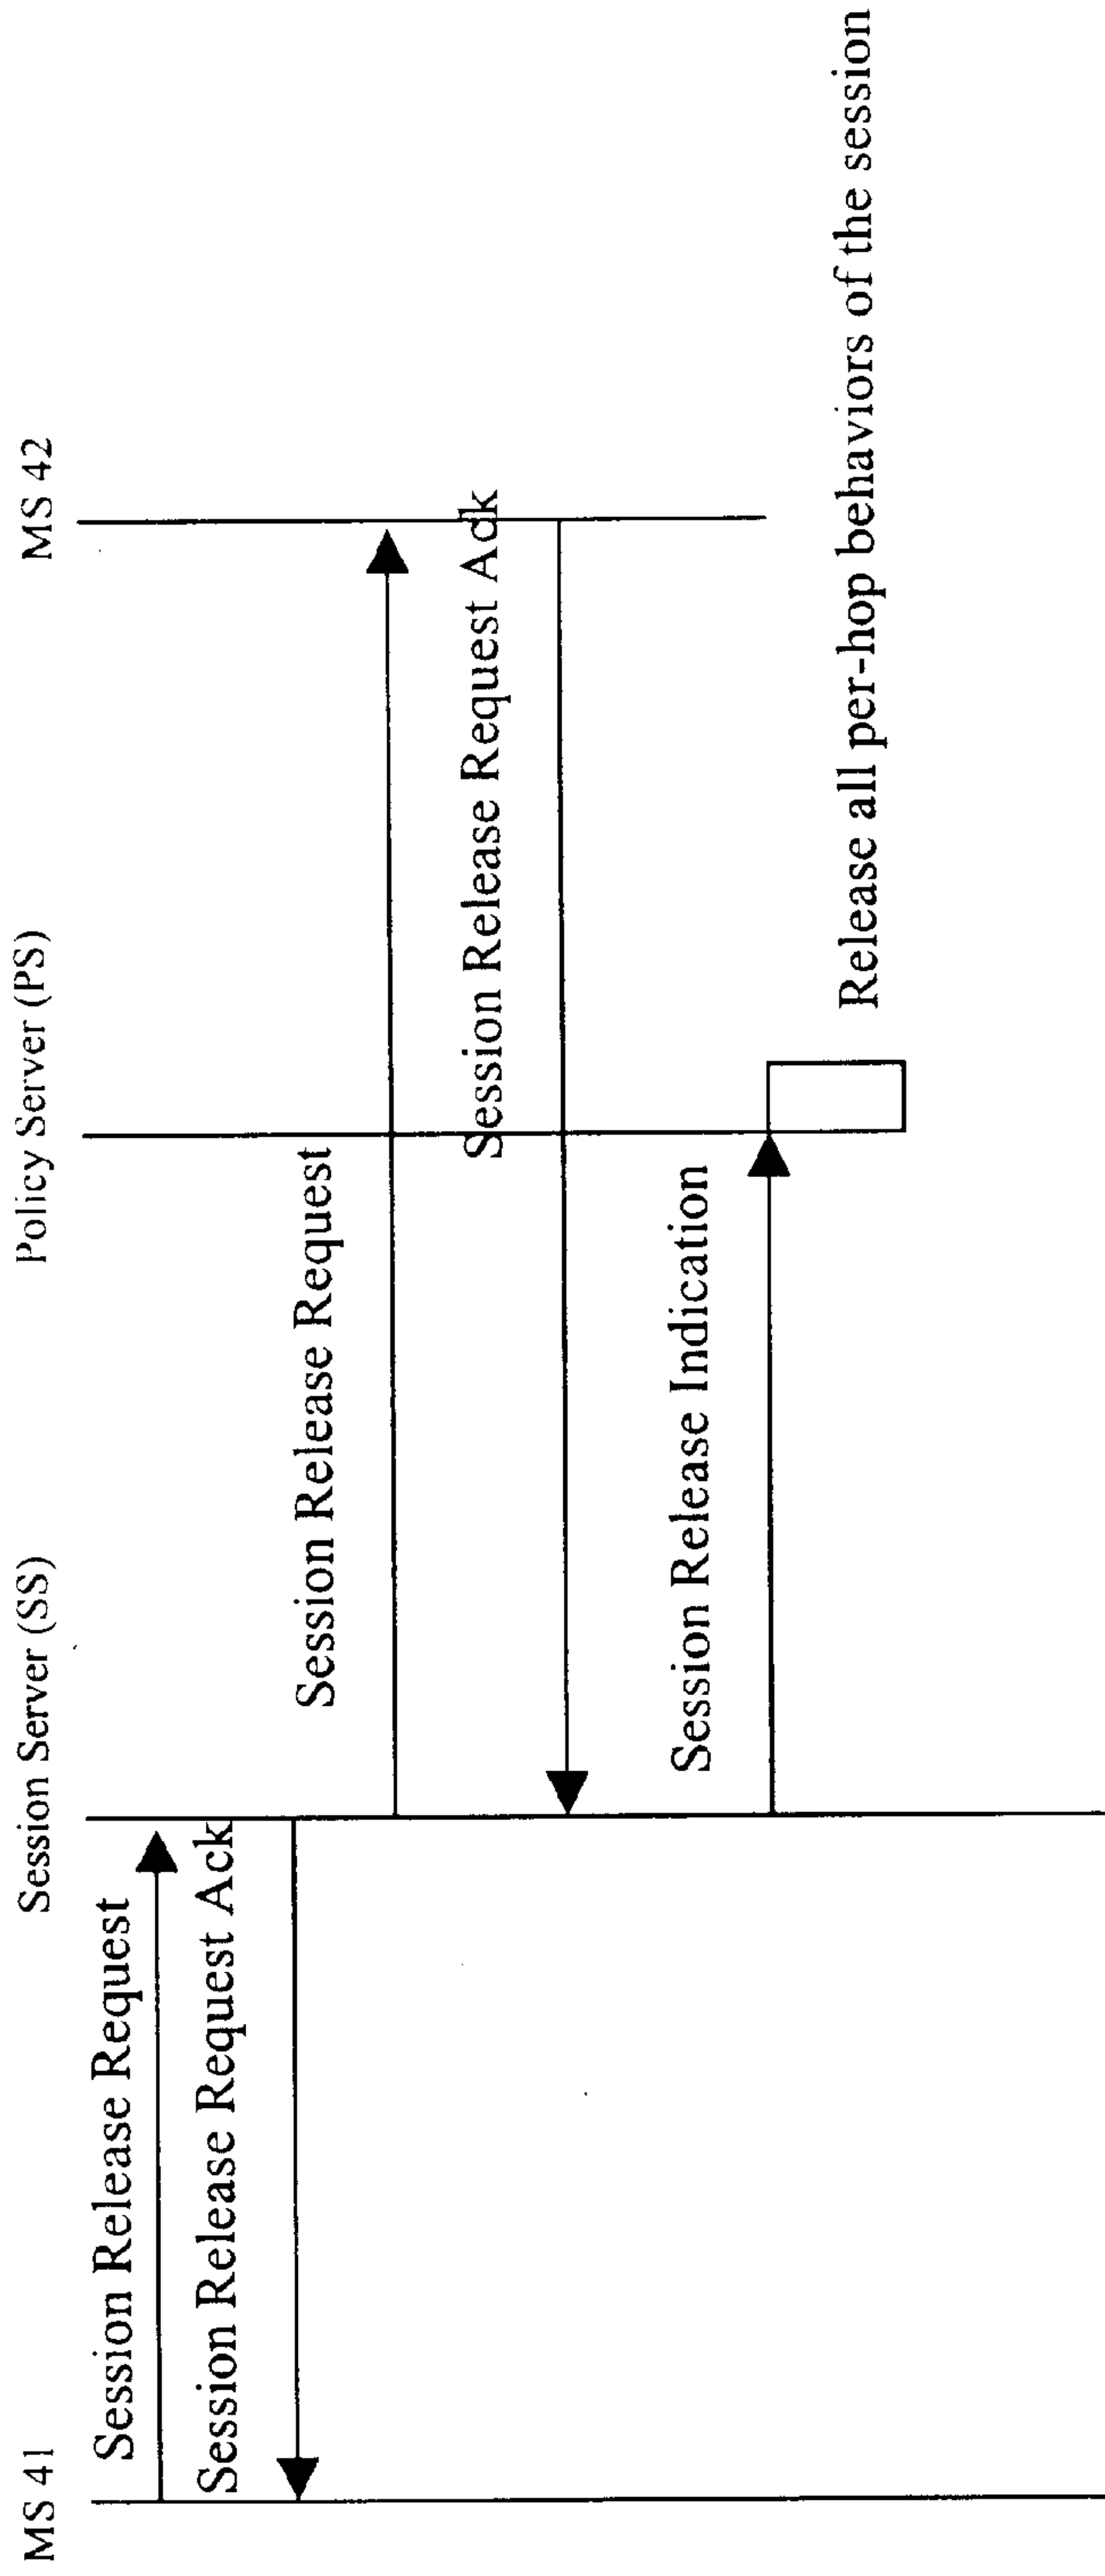 MS 41
Session Server (SS)
Policy Server (PS)
MS 42
Session Release Request
Session Release Request Ack
Session Release Request
Session Release Request Ack
Session Release Indication
Release all per-hop behaviors of the session